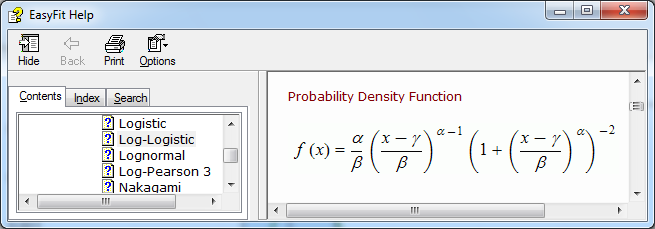 EasyFit Help
Hide Back Print Options
Contents Index Search
Logistic
Log-Logistic
Lognormal
Log-Pearson 3
Nakagami
Probability Density Function
f (x) = α/β ((x − γ)/β)^(α−1) (1 + ((x − γ)/β)^α)^(−2)